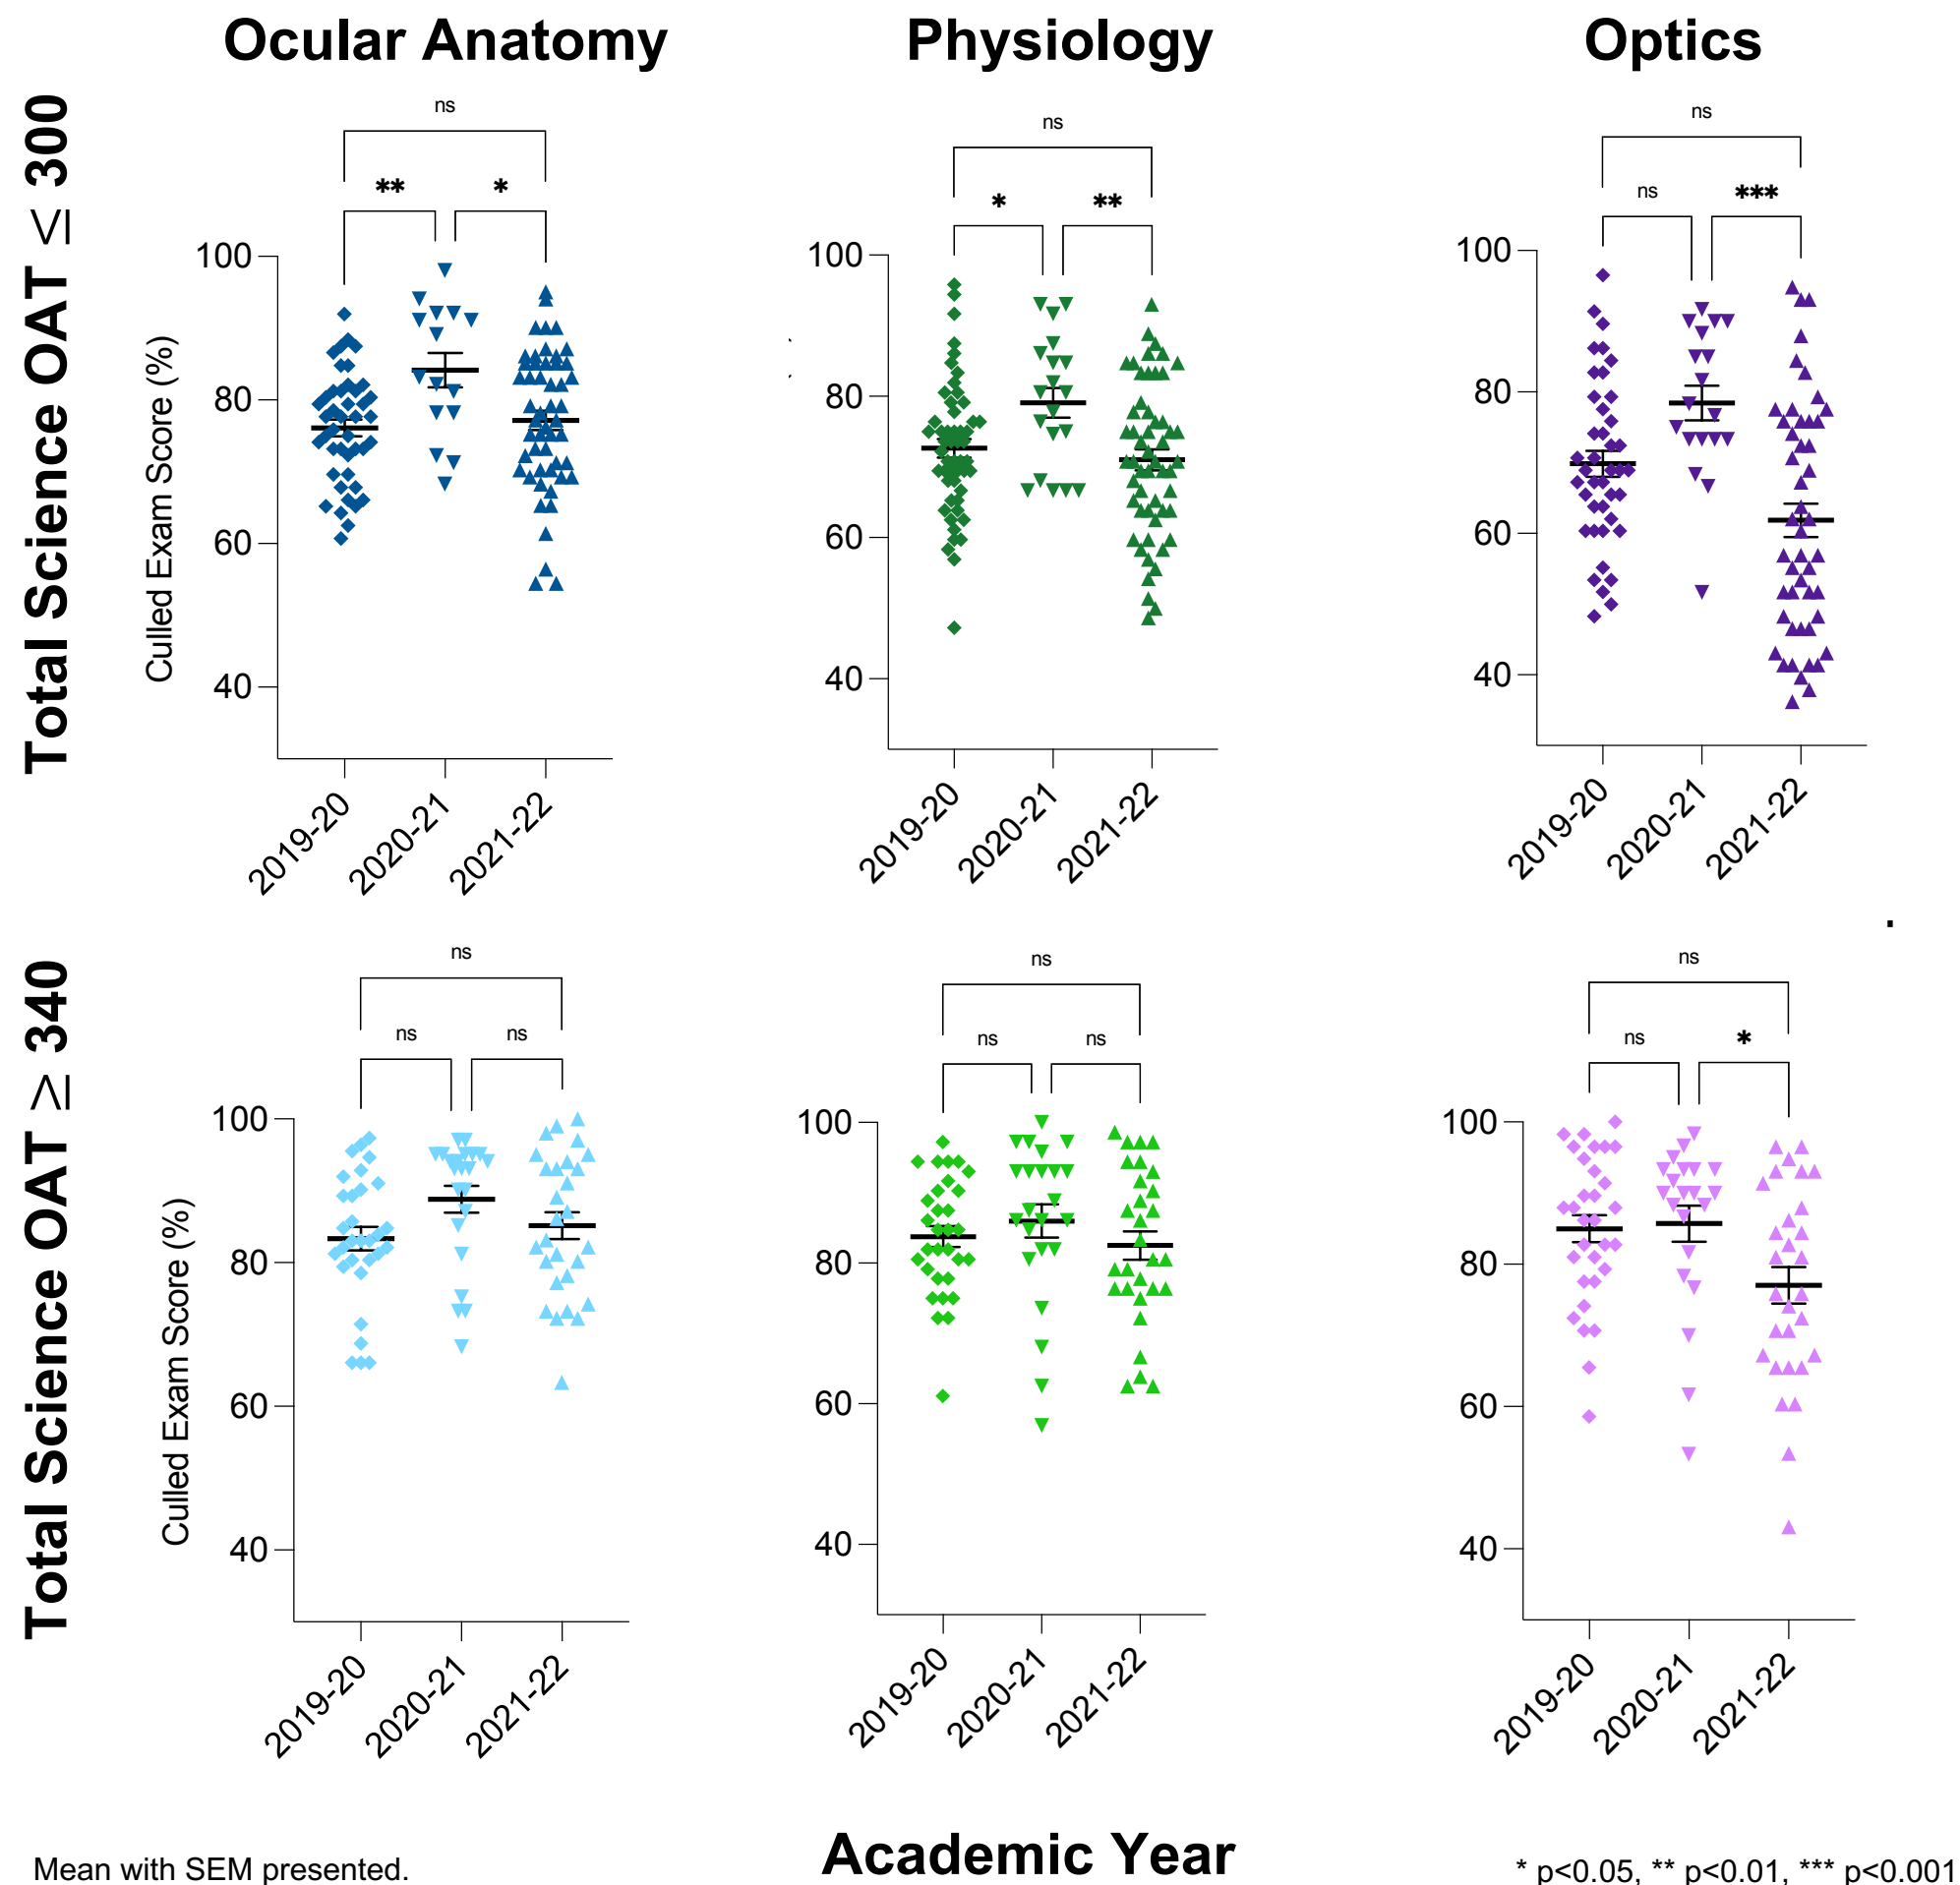 Ocular Anatomy
Physiology
Optics
Total Science OAT ≤ 300
ns
** *
Culled Exam Score (%)
100
80
60
40
2019-20
2020-21
2021-22
ns
* **
100
80
60
40
2019-20
2020-21
2021-22
ns
ns ***
100
80
60
40
2019-20
2020-21
2021-22
Total Science OAT ≥ 340
ns
ns ns
Culled Exam Score (%)
100
80
60
40
2019-20
2020-21
2021-22
ns
ns ns
100
80
60
40
2019-20
2020-21
2021-22
ns
ns *
100
80
60
40
2019-20
2020-21
2021-22
Academic Year
Mean with SEM presented.
* p<0.05, ** p<0.01, *** p<0.001